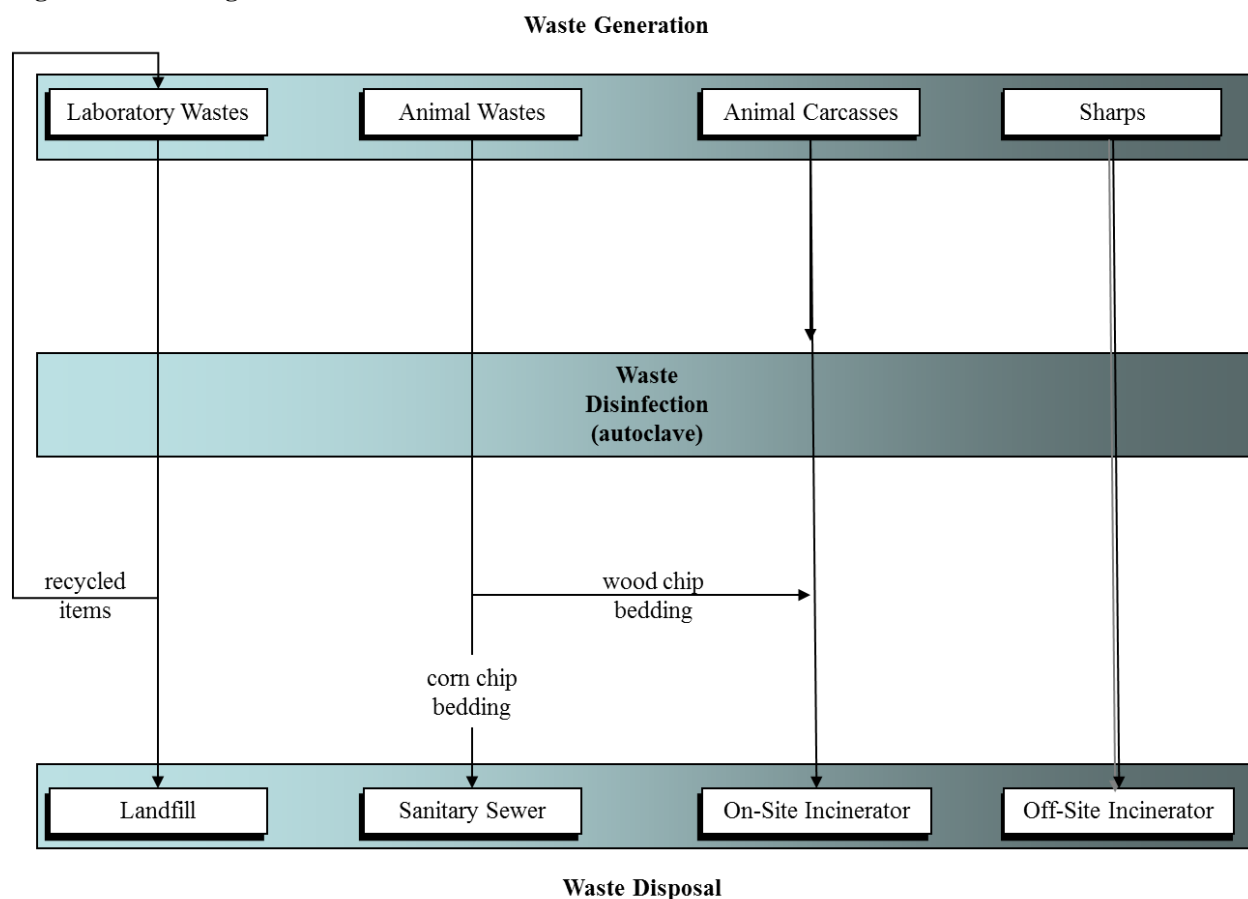 Waste Generation
Laboratory Wastes
Animal Wastes
Animal Carcasses
Sharps
Waste
Disinfection
(autoclave)
recycled
items
wood chip
bedding
corn chip
bedding
Landfill
Sanitary Sewer
On-Site Incinerator
Off-Site Incinerator
Waste Disposal